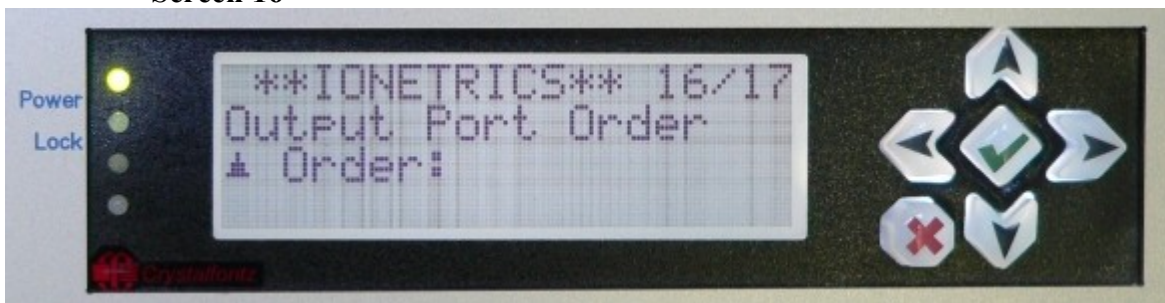 Screen 16
Power
Lock
**IONETRICS** 16/17
Output Port Order
Order:
Crystalfontz